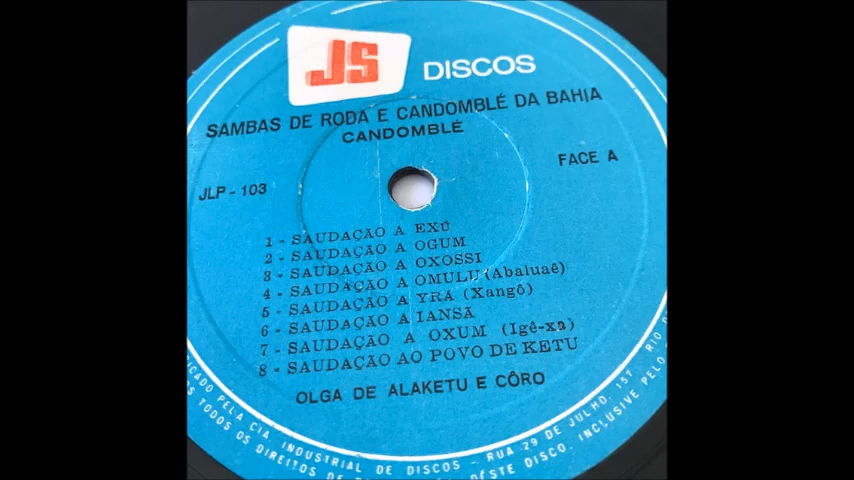 JS DISCOS
SAMBAS DE RODA E CANDOMBLÉ DA BAHIA
CANDOMBLÉ
JLP - 103
FACE A
1 - SAUDAÇÃO A EXÚ
2 - SAUDAÇÃO A OGUM
3 - SAUDAÇÃO A OXOSSI
4 - SAUDAÇÃO A OMULU (Abaluaê)
5 - SAUDAÇÃO A YRÁ (Xangô)
6 - SAUDAÇÃO A IANSÃ
7 - SAUDAÇÃO A OXUM (Igê-xa)
8 - SAUDAÇÃO AO POVO DE KETU
OLGA DE ALAKETU E CÔRO
PELA CIA. INDUSTRIAL DE DISCOS - RUA 29 DE JULHO, 157 - RIO
TODOS OS DIREITOS DE DÊSTE DISCO, INCLUSIVE PELO